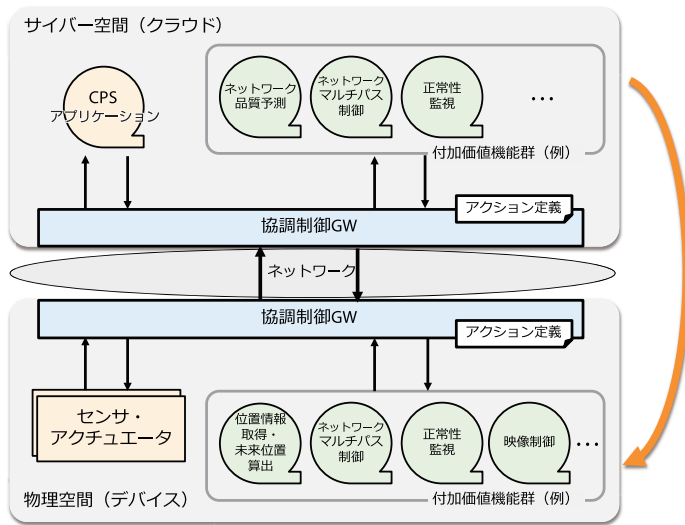 サイバー空間（クラウド）
CPS
アプリケーション
ネットワーク
品質予測
ネットワーク
マルチパス
制御
正常性
監視
…
付加価値機能群（例）
アクション定義
協調制御GW
ネットワーク
協調制御GW
アクション定義
センサ・
アクチュエータ
位置情報
取得・
未来位置
算出
ネットワーク
マルチパス
制御
正常性
監視
映像制御
…
物理空間（デバイス）
付加価値機能群（例）